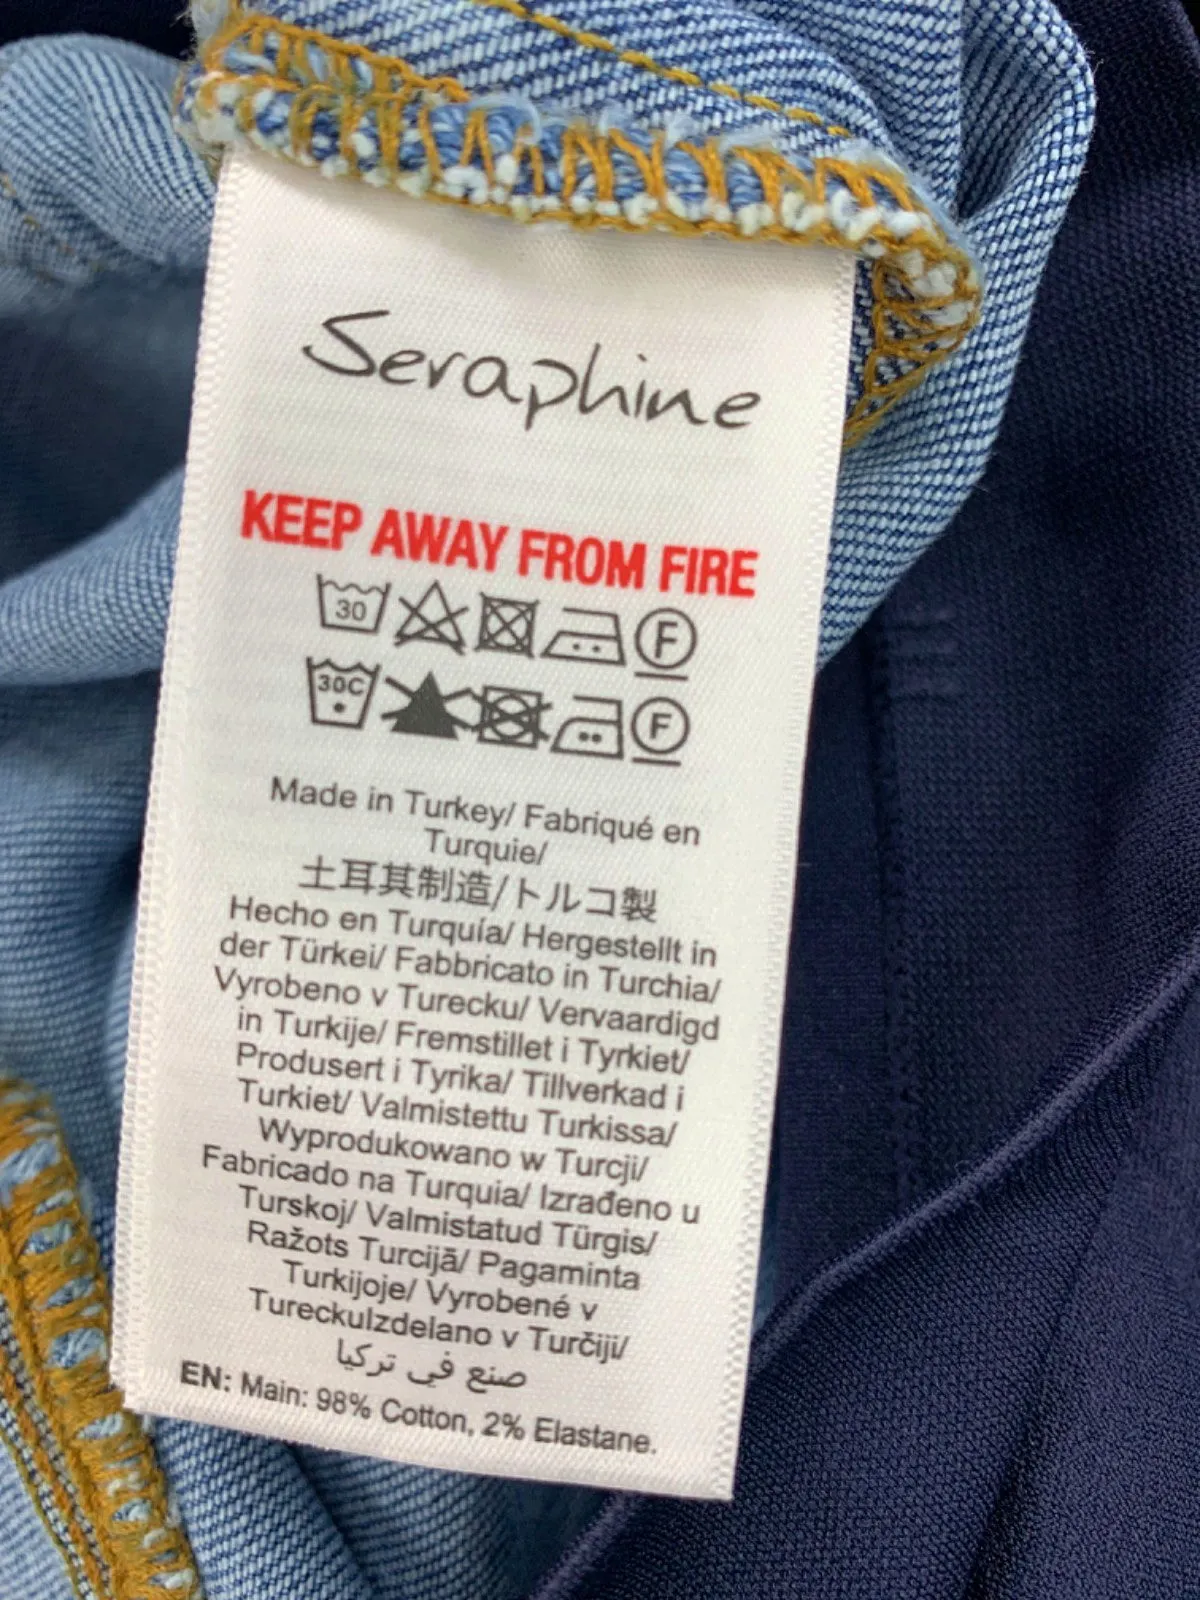 Seraphine
KEEP AWAY FROM FIRE
30 F
30C F
Made in Turkey/ Fabriqué en
Turquie/
土耳其制造/トルコ製
Hecho en Turquía/ Hergestellt in
der Türkei/ Fabbricato in Turchia/
Vyrobeno v Turecku/ Vervaardigd
in Turkije/ Fremstillet i Tyrkiet/
Produsert i Tyrika/ Tillverkad i
Turkiet/ Valmistettu Turkissa/
Wyprodukowano w Turcji/
Fabricado na Turquia/ Izrađeno u
Turskoj/ Valmistatud Türgis/
Ražots Turcijā/ Pagaminta
Turkijoje/ Vyrobené v
TureckuIzdelano v Turčiji/
صنع في تركيا
EN: Main: 98% Cotton, 2% Elastane.